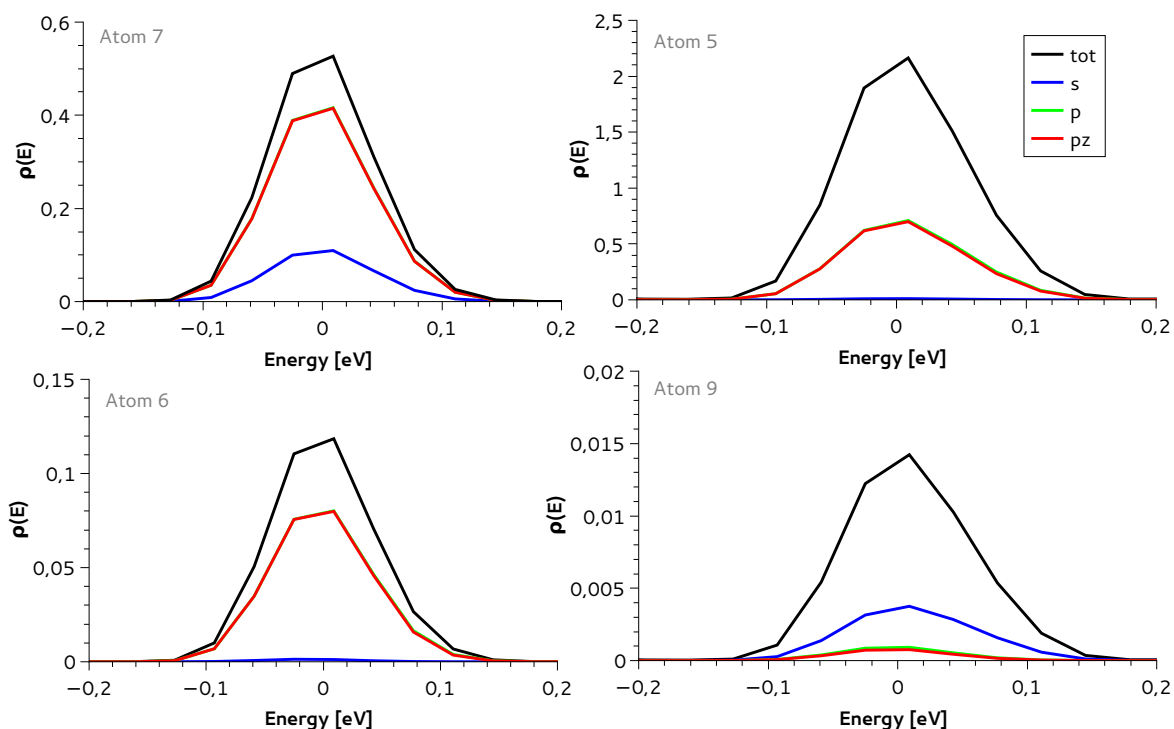 Atom 7
0,6
0,4
0,2
0
ρ(E)
−0,2 −0,1 0 0,1 0,2
Energy [eV]
Atom 5
2,5
2
1,5
1
0,5
0
ρ(E)
−0,2 −0,1 0 0,1 0,2
Energy [eV]
tot
s
p
pz
Atom 6
0,15
0,1
0,05
0
ρ(E)
−0,2 −0,1 0 0,1 0,2
Energy [eV]
Atom 9
0,02
0,015
0,01
0,005
0
ρ(E)
−0,2 −0,1 0 0,1 0,2
Energy [eV]